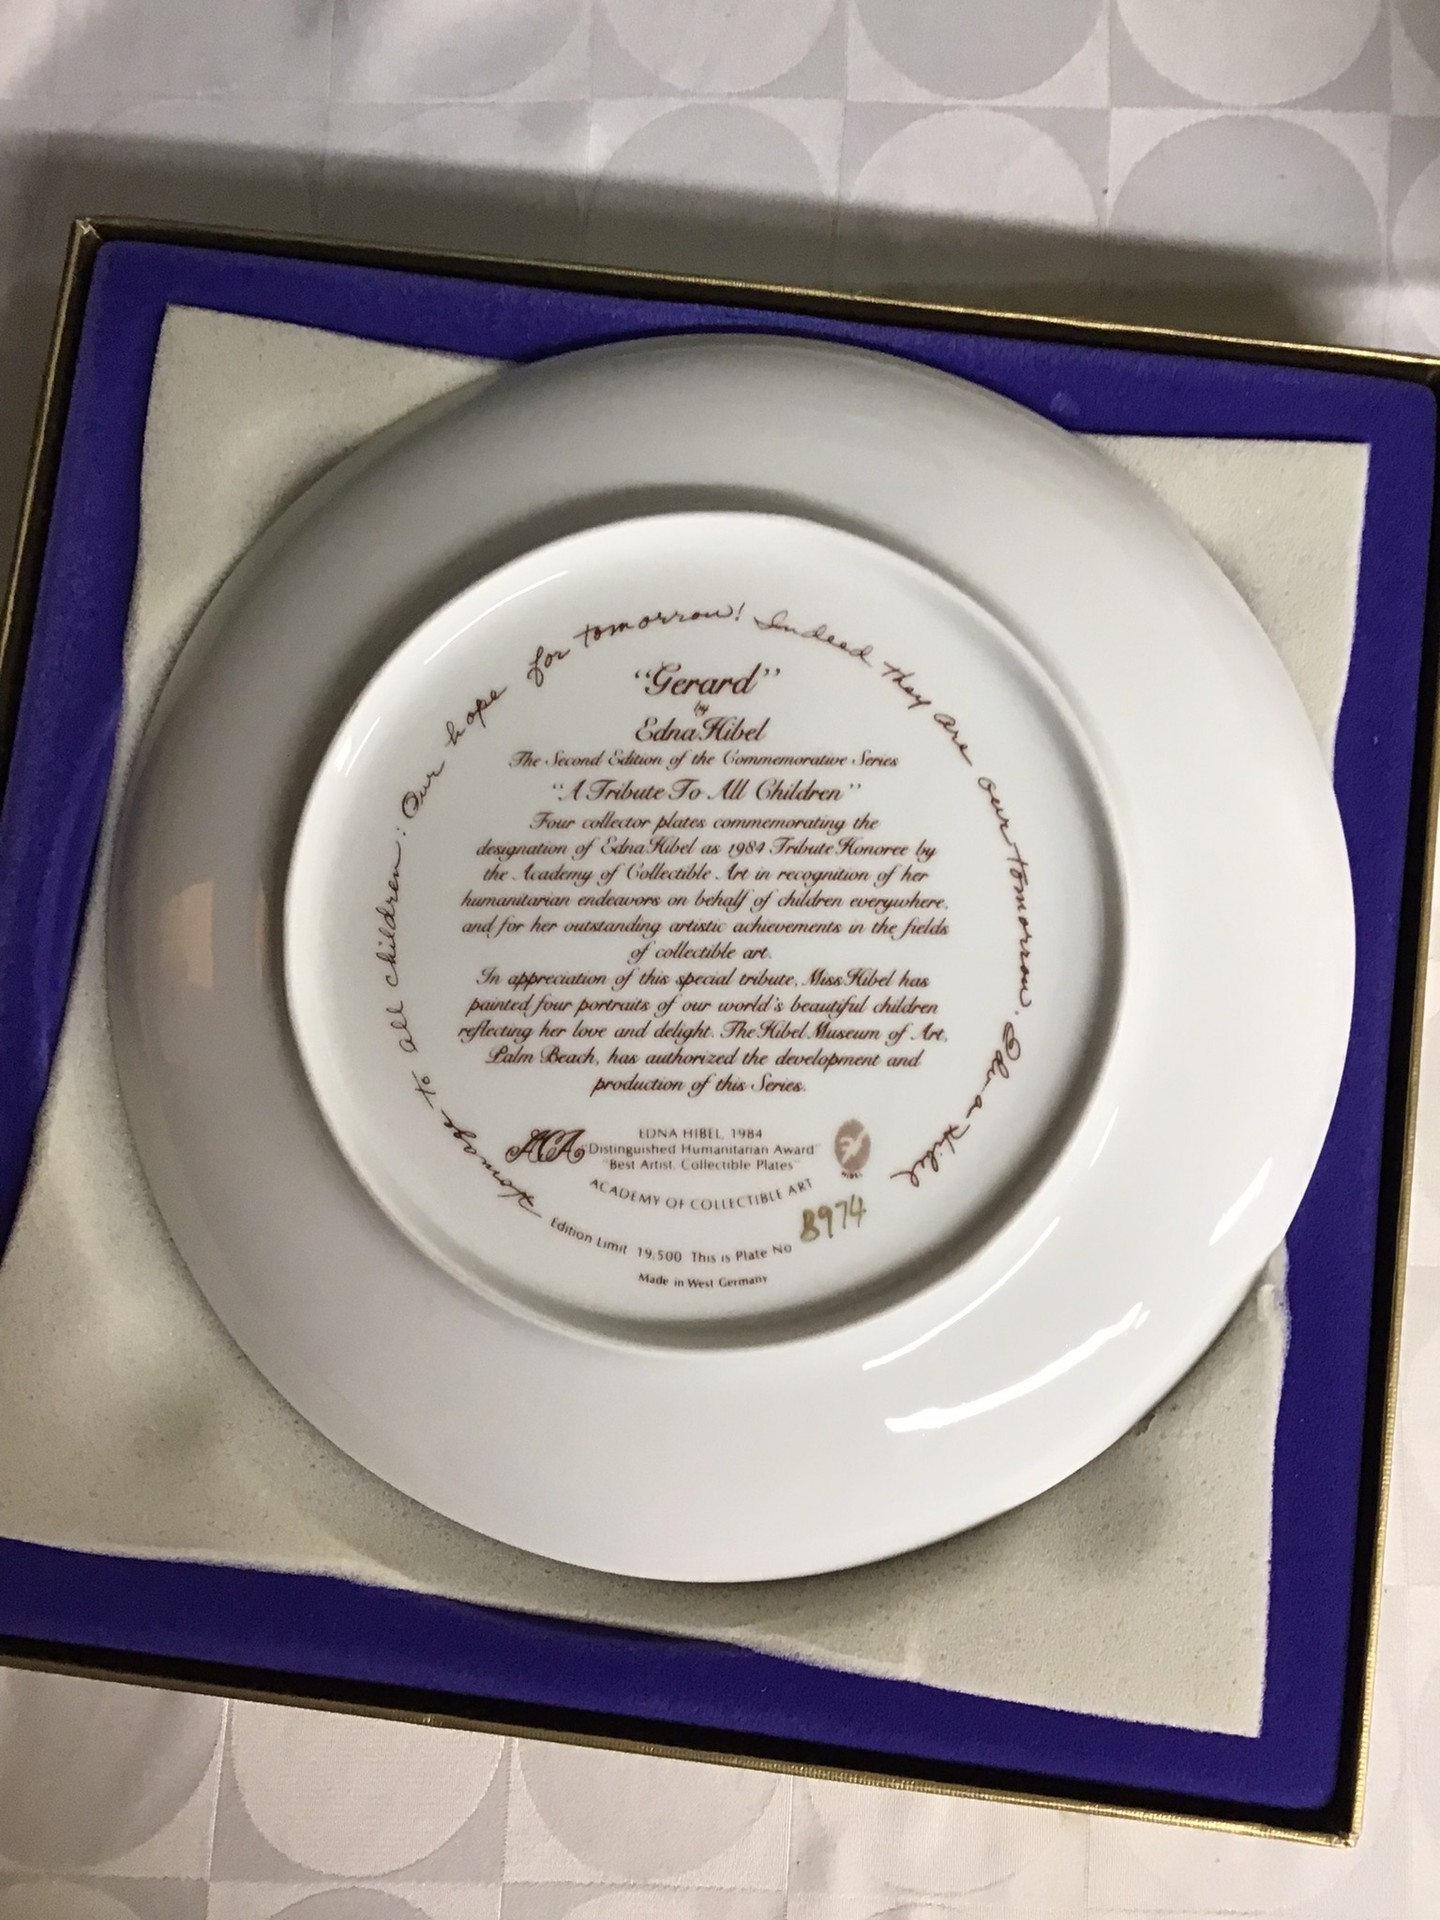 Homage to all children: Our hope for tomorrow! Indeed they are our tomorrow. Edna Hibel
"Gerard"
by
Edna Hibel
The Second Edition of the Commemorative Series
"A Tribute To All Children"
Four collector plates commemorating the
designation of Edna Hibel as 1984 Tribute Honoree by
the Academy of Collectible Art in recognition of her
humanitarian endeavors on behalf of children everywhere,
and for her outstanding artistic achievements in the fields
of collectible art.
In appreciation of this special tribute, Miss Hibel has
painted four portraits of our world's beautiful children
reflecting her love and delight. The Hibel Museum of Art,
Palm Beach, has authorized the development and
production of this Series.
ACA
EDNA HIBEL, 1984
"Distinguished Humanitarian Award"
"Best Artist, Collectible Plates"
ACADEMY OF COLLECTIBLE ART
HIBEL
Edition Limit 19,500 This is Plate No 8974
Made in West Germany